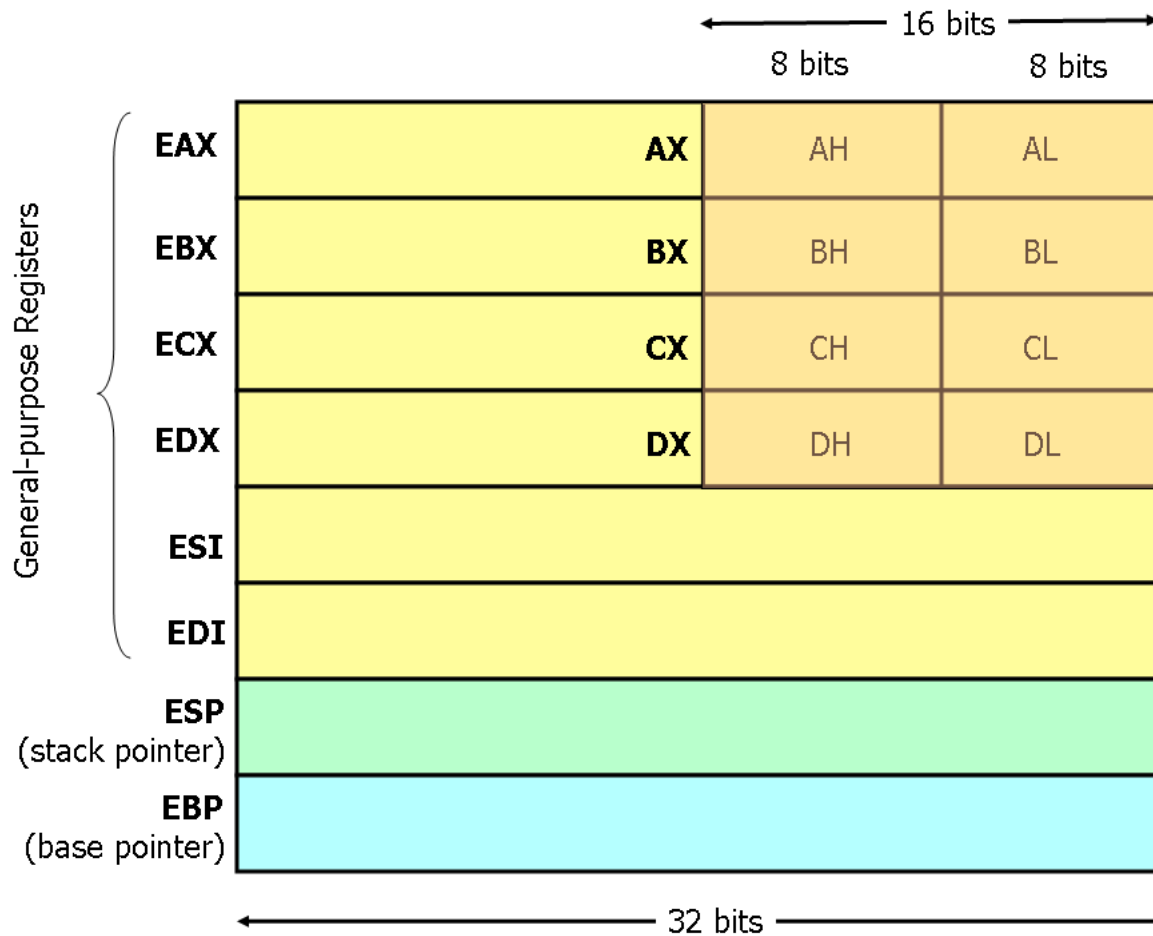 16 bits
8 bits 8 bits
General-purpose Registers
EAX AX AH AL
EBX BX BH BL
ECX CX CH CL
EDX DX DH DL
ESI
EDI
ESP
(stack pointer)
EBP
(base pointer)
32 bits